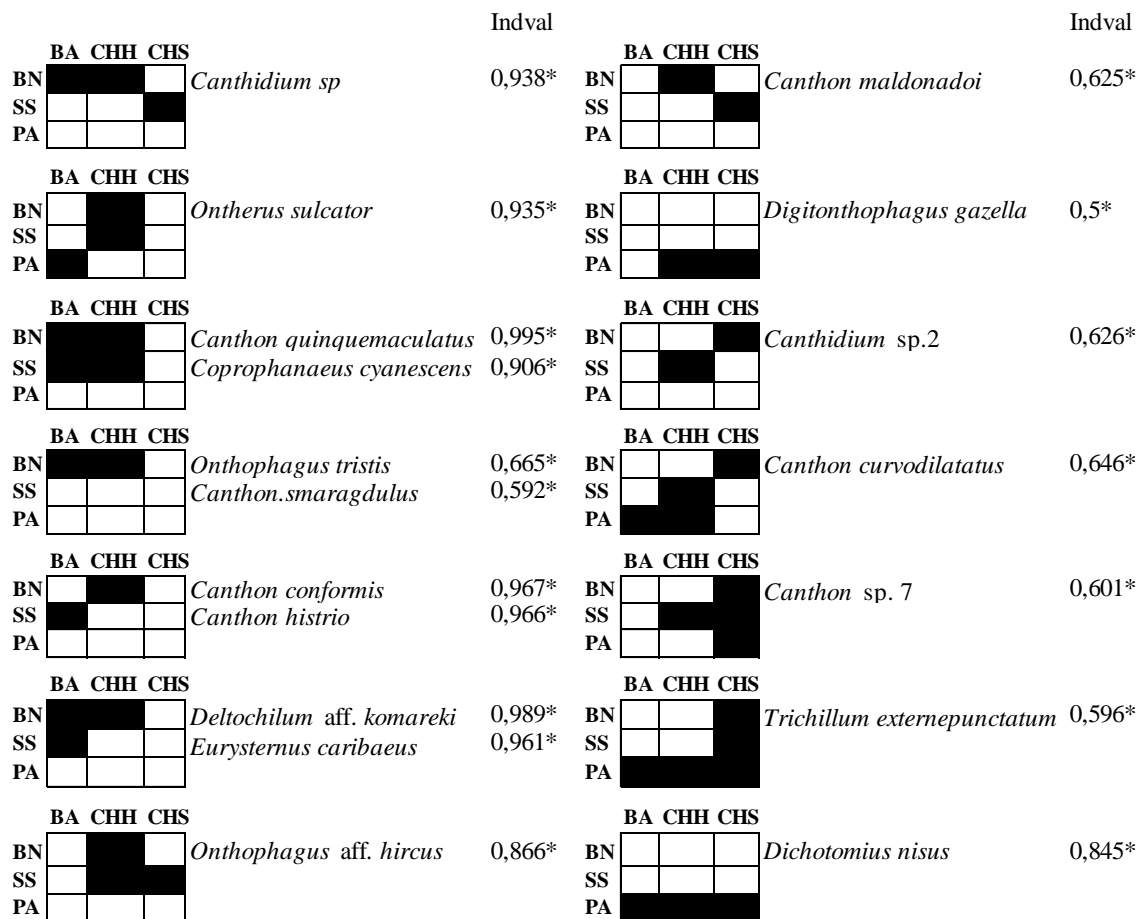 Indval
BA CHH CHS
BN Canthidium sp 0,938*
SS
PA
BA CHH CHS
BN Ontherus sulcator 0,935*
SS
PA
BA CHH CHS
BN Canthon quinquemaculatus 0,995*
SS Coprophanaeus cyanescens 0,906*
PA
BA CHH CHS
BN Onthophagus tristis 0,665*
SS Canthon.smaragdulus 0,592*
PA
BA CHH CHS
BN Canthon conformis 0,967*
SS Canthon histrio 0,966*
PA
BA CHH CHS
BN Deltochilum aff. komareki 0,989*
SS Eurysternus caribaeus 0,961*
PA
BA CHH CHS
BN Onthophagus aff. hircus 0,866*
SS
PA
Indval
BA CHH CHS
BN Canthon maldonadoi 0,625*
SS
PA
BA CHH CHS
BN Digitonthophagus gazella 0,5*
SS
PA
BA CHH CHS
BN Canthidium sp.2 0,626*
SS
PA
BA CHH CHS
BN Canthon curvodilatatus 0,646*
SS
PA
BA CHH CHS
BN Canthon sp. 7 0,601*
SS
PA
BA CHH CHS
BN Trichillum externepunctatum 0,596*
SS
PA
BA CHH CHS
BN Dichotomius nisus 0,845*
SS
PA